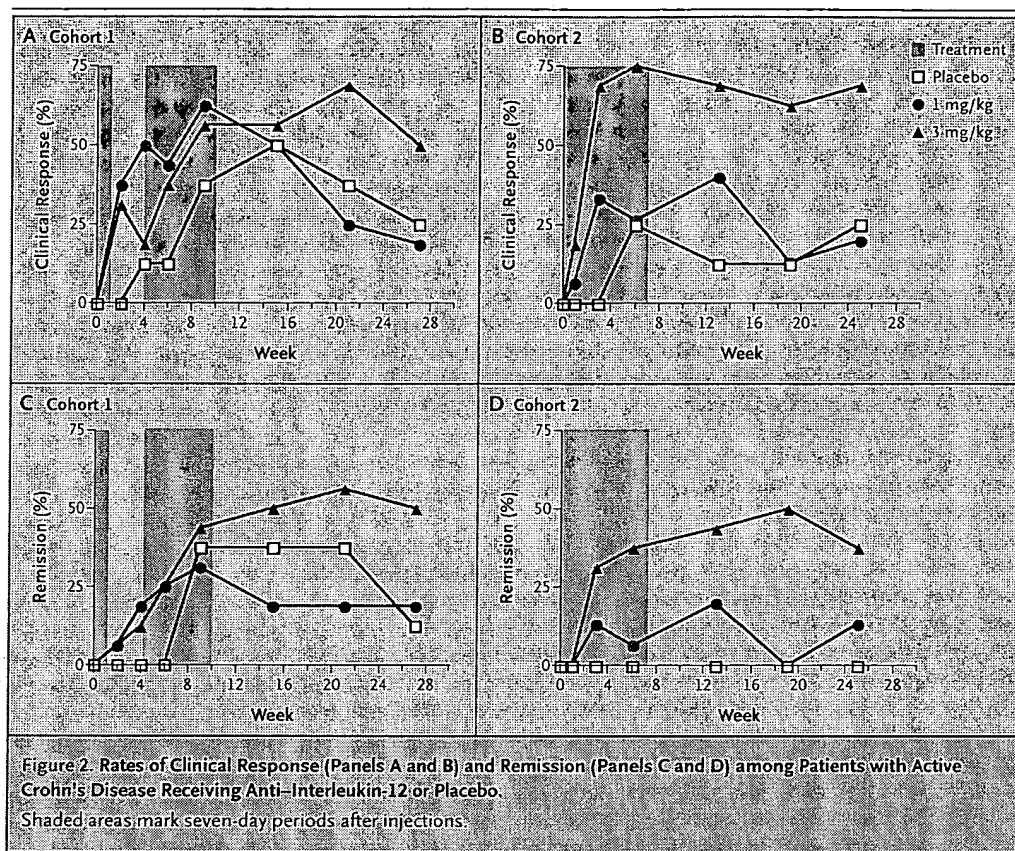 A Cohort 1
Clinical Response (%)
75
50
25
0
0 4 8 12 16 20 24 28
Week
B Cohort 2
Treatment
Placebo
1 mg/kg
3 mg/kg
Clinical Response (%)
75
50
25
0
0 4 8 12 16 20 24 28
Week
C Cohort 1
Remission (%)
75
50
25
0
0 4 8 12 16 20 24 28
Week
D Cohort 2
Remission (%)
75
50
25
0
0 4 8 12 16 20 24 28
Week
Figure 2. Rates of Clinical Response (Panels A and B) and Remission (Panels C and D) among Patients with Active
Crohn's Disease Receiving Anti–Interleukin-12 or Placebo.
Shaded areas mark seven-day periods after injections.